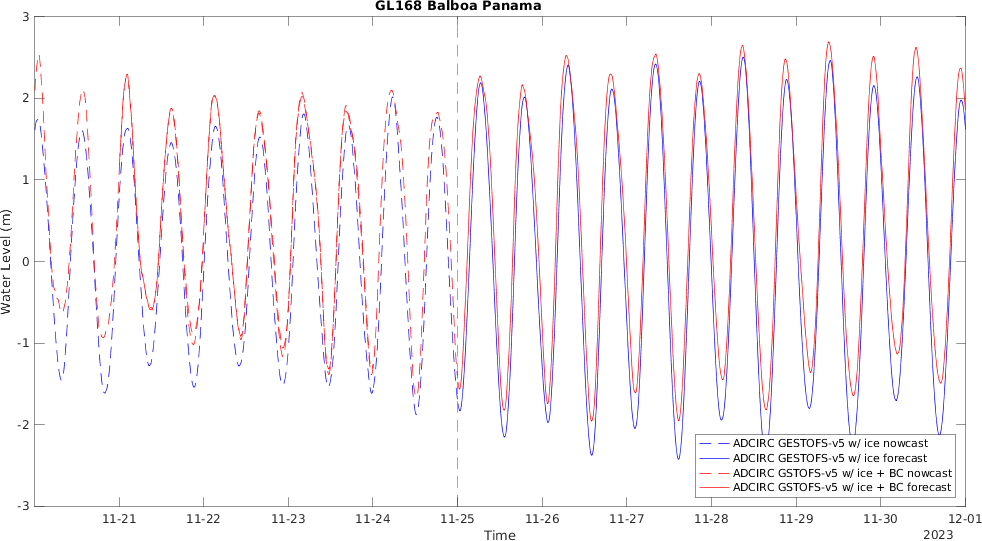 GL168 Balboa Panama
3
2
1
0
-1
-2
-3
Water Level (m)
ADCIRC GESTOFS-v5 w/ ice nowcast
ADCIRC GESTOFS-v5 w/ ice forecast
ADCIRC GSTOFS-v5 w/ ice + BC nowcast
ADCIRC GSTOFS-v5 w/ ice + BC forecast
11-21 11-22 11-23 11-24 11-25 11-26 11-27 11-28 11-29 11-30 12-01
Time
2023